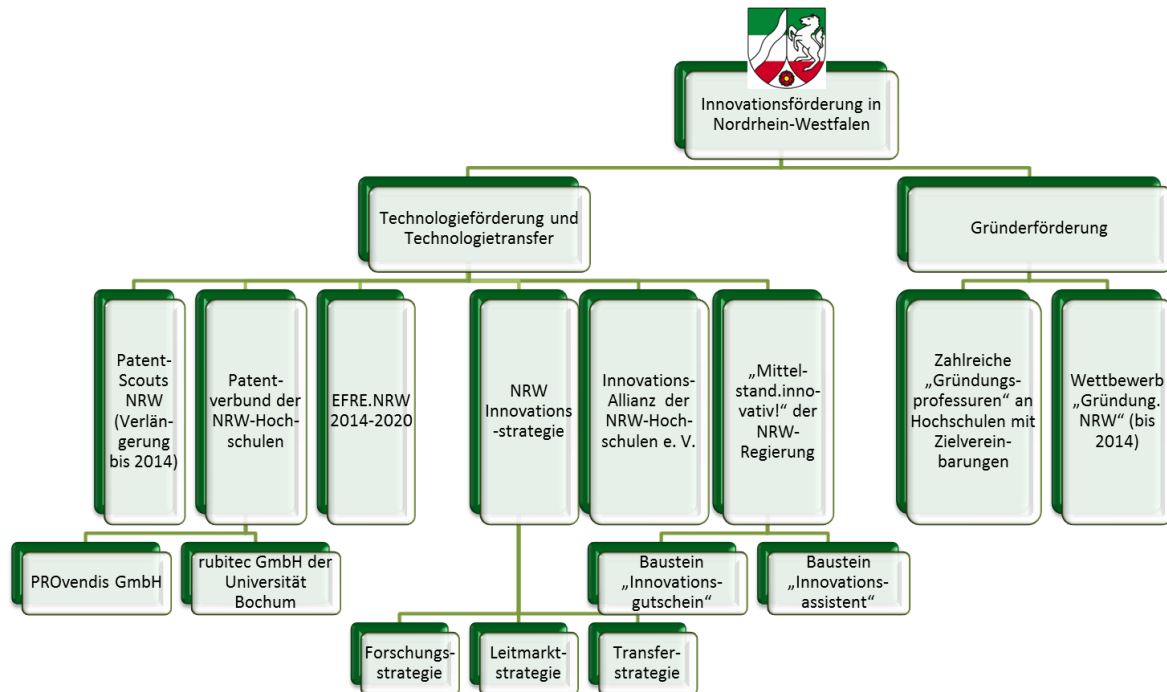 Innovationsförderung in
Nordrhein-Westfalen
Technologieförderung und
Technologietransfer
Gründerförderung
Patent-
Scouts
NRW
(Verlän-
gerung
bis 2014)
Patent-
verbund der
NRW-Hoch-
schulen
EFRE.NRW
2014-2020
NRW
Innovations
-strategie
Innovations-
Allianz der
NRW-Hoch-
schulen e. V.
„Mittel-
stand.innov-
ativ!“ der
NRW-
Regierung
Zahlreiche
„Gründungs-
professuren“ an
Hochschulen mit
Zielverein-
barungen
Wettbewerb
„Gründung.
NRW“ (bis
2014)
PROvendis GmbH
rubitec GmbH der
Universität
Bochum
Baustein
„Innovations-
gutschein“
Baustein
„Innovations-
assistent“
Forschungs-
strategie
Leitmarkt-
strategie
Transfer-
strategie